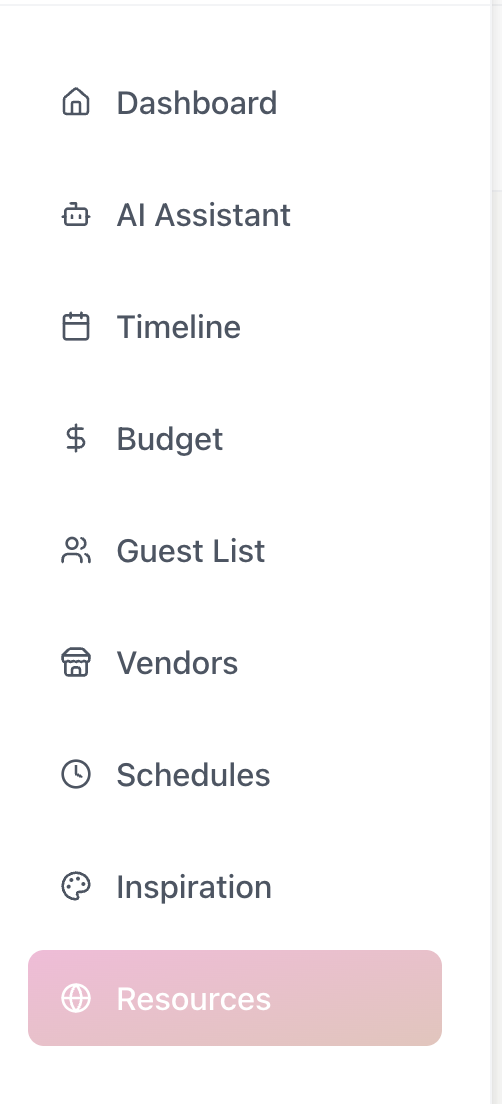 Dashboard
AI Assistant
Timeline
Budget
Guest List
Vendors
Schedules
Inspiration
Resources